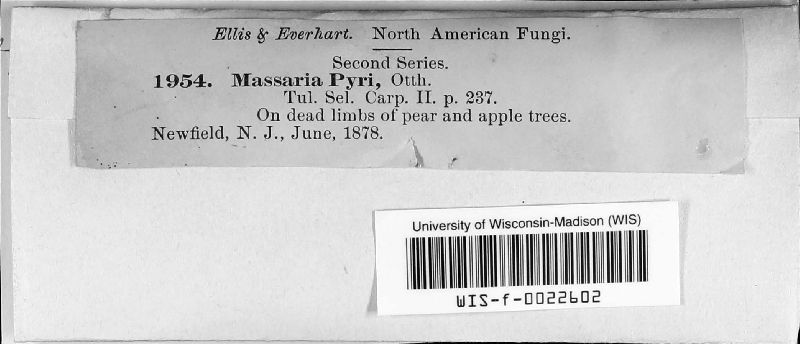 Ellis & Everhart. North American Fungi.
Second Series.
1954. Massaria Pyri, Otth.
Tul. Sel. Carp. II. p. 237.
On dead limbs of pear and apple trees.
Newfield, N. J., June, 1878.
University of Wisconsin-Madison (WIS)
WIS-f-0022602